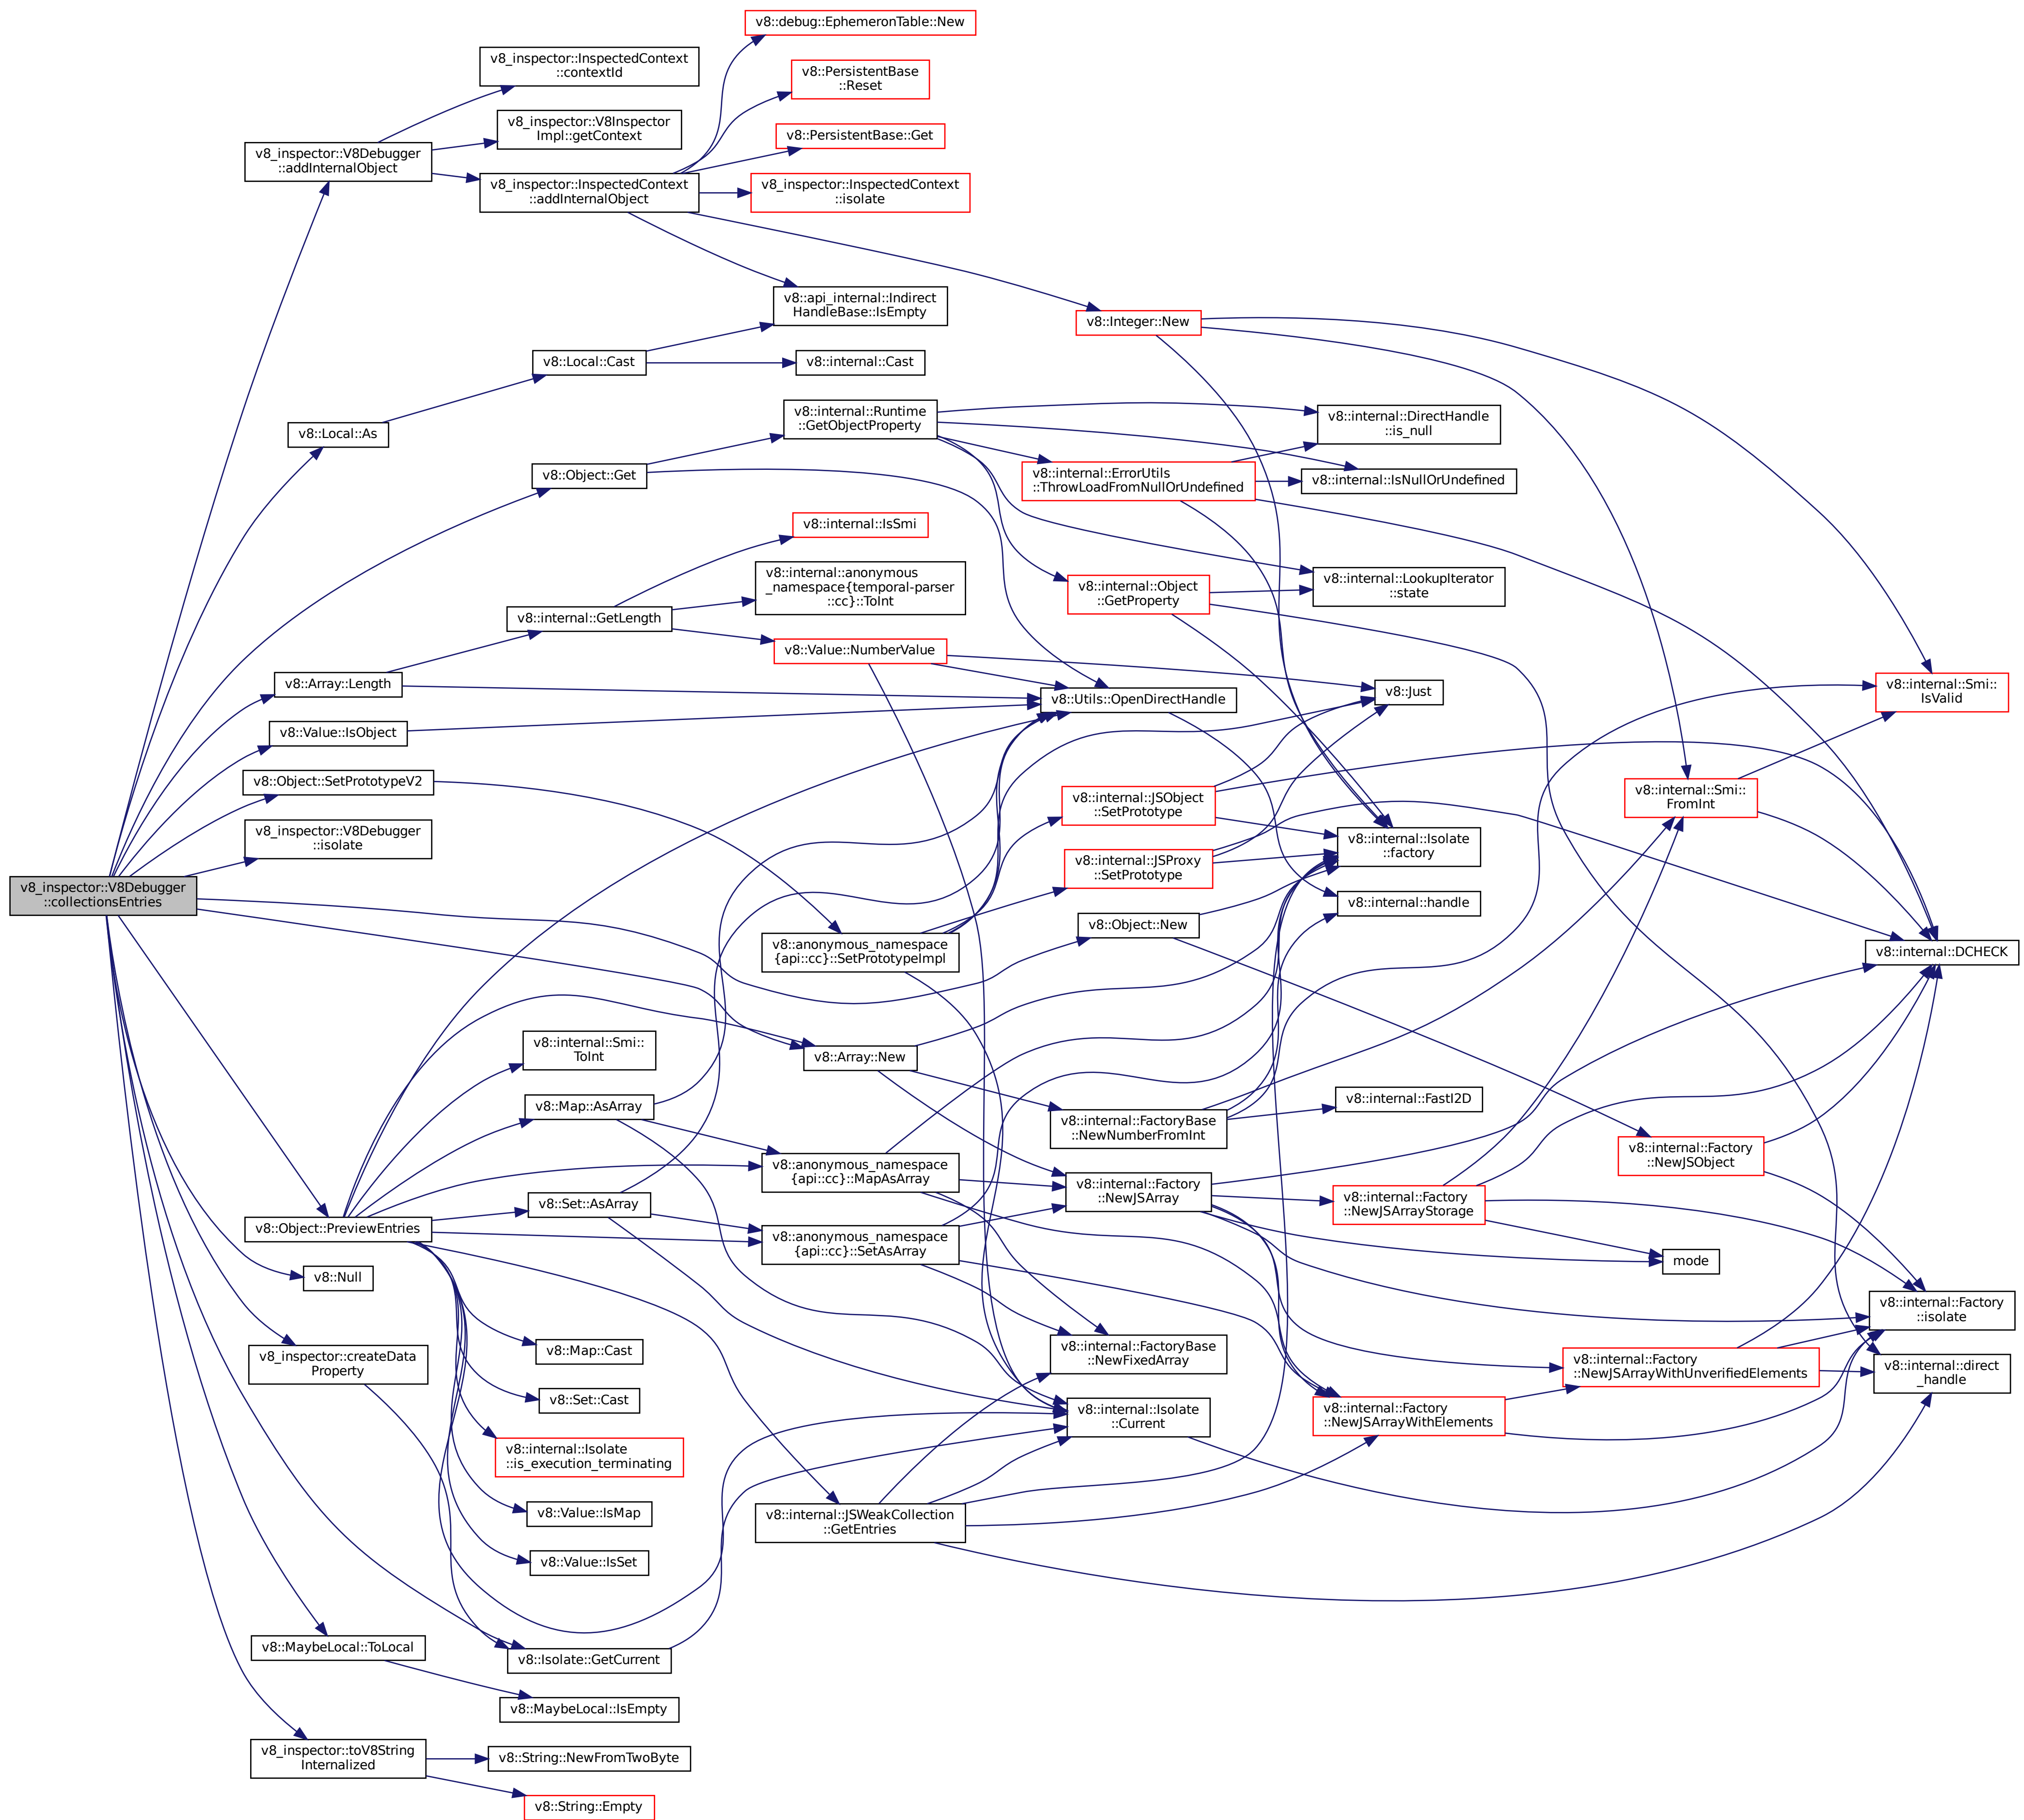 v8_inspector::V8Debugger
::collectionsEntries
v8_inspector::V8Debugger
::addInternalObject
v8::Local::As
v8::Array::Length
v8::Value::IsObject
v8::Object::SetPrototypeV2
v8_inspector::V8Debugger
::isolate
v8::Object::PreviewEntries
v8::Null
v8_inspector::createData
Property
v8::MaybeLocal::ToLocal
v8_inspector::toV8String
Internalized
v8_inspector::InspectedContext
::contextId
v8_inspector::V8Inspector
Impl::getContext
v8_inspector::InspectedContext
::addInternalObject
v8::Local::Cast
v8::Object::Get
v8::internal::GetLength
v8::internal::Smi::
ToInt
v8::Map::AsArray
v8::Set::AsArray
v8::Map::Cast
v8::Set::Cast
v8::internal::Isolate
::is_execution_terminating
v8::Value::IsMap
v8::Value::IsSet
v8::Isolate::GetCurrent
v8::MaybeLocal::IsEmpty
v8::String::NewFromTwoByte
v8::String::Empty
v8::debug::EphemeronTable::New
v8::PersistentBase
::Reset
v8::PersistentBase::Get
v8_inspector::InspectedContext
::isolate
v8::api_internal::Indirect
HandleBase::IsEmpty
v8::internal::Cast
v8::internal::Runtime
::GetObjectProperty
v8::internal::IsSmi
v8::internal::anonymous
_namespace{temporal-parser
::cc}::ToInt
v8::Value::NumberValue
v8::anonymous_namespace
{api::cc}::SetPrototypeImpl
v8::Array::New
v8::anonymous_namespace
{api::cc}::MapAsArray
v8::anonymous_namespace
{api::cc}::SetAsArray
v8::internal::JSWeakCollection
::GetEntries
v8::Integer::New
v8::internal::ErrorUtils
::ThrowLoadFromNullOrUndefined
v8::internal::Object
::GetProperty
v8::Utils::OpenDirectHandle
v8::internal::JSObject
::SetPrototype
v8::internal::JSProxy
::SetPrototype
v8::Object::New
v8::internal::FactoryBase
::NewNumberFromInt
v8::internal::Factory
::NewJSArray
v8::internal::FactoryBase
::NewFixedArray
v8::internal::Isolate
::Current
v8::internal::DirectHandle
::is_null
v8::internal::IsNullOrUndefined
v8::internal::LookupIterator
::state
v8::Just
v8::internal::Isolate
::factory
v8::internal::handle
v8::internal::FastI2D
v8::internal::Factory
::NewJSArrayStorage
v8::internal::Factory
::NewJSArrayWithElements
v8::internal::Smi::
FromInt
v8::internal::Factory
::NewJSObject
mode
v8::internal::Factory
::NewJSArrayWithUnverifiedElements
v8::internal::Smi::
IsValid
v8::internal::DCHECK
v8::internal::Factory
::isolate
v8::internal::direct
_handle